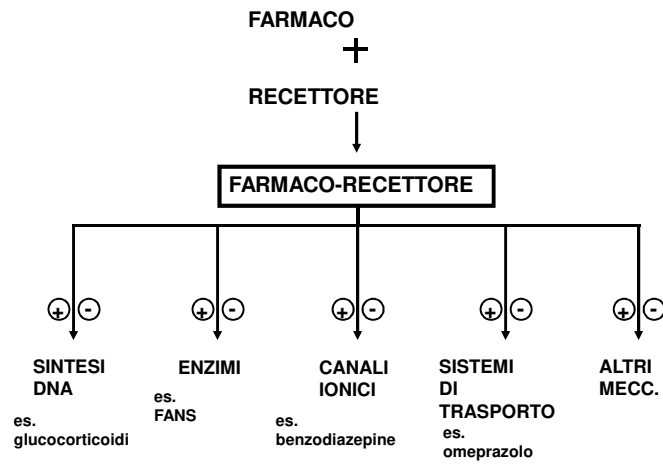 FARMACO
+
RECETTORE
FARMACO-RECETTORE
+ - + - + - + - + -
SINTESI
DNA
es.
glucocorticoidi
ENZIMI
es.
FANS
CANALI
IONICI
es.
benzodiazepine
SISTEMI
DI
TRASPORTO
es.
omeprazolo
ALTRI
MECC.